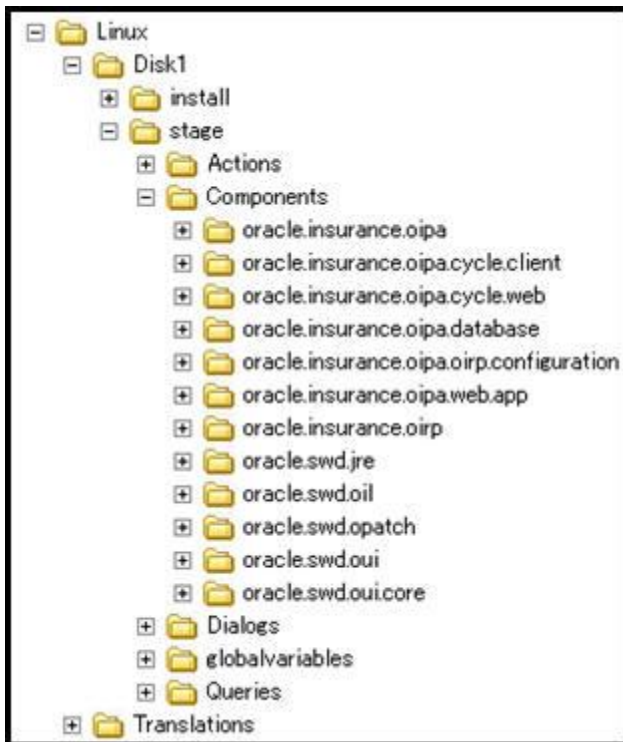 Linux
Disk1
install
stage
Actions
Components
oracle.insurance.oipa
oracle.insurance.oipa.cycle.client
oracle.insurance.oipa.cycle.web
oracle.insurance.oipa.database
oracle.insurance.oipa.oirp.configuration
oracle.insurance.oipa.web.app
oracle.insurance.oirp
oracle.swd.jre
oracle.swd.oil
oracle.swd.opatch
oracle.swd.oui
oracle.swd.oui.core
Dialogs
globalvariables
Queries
Translations